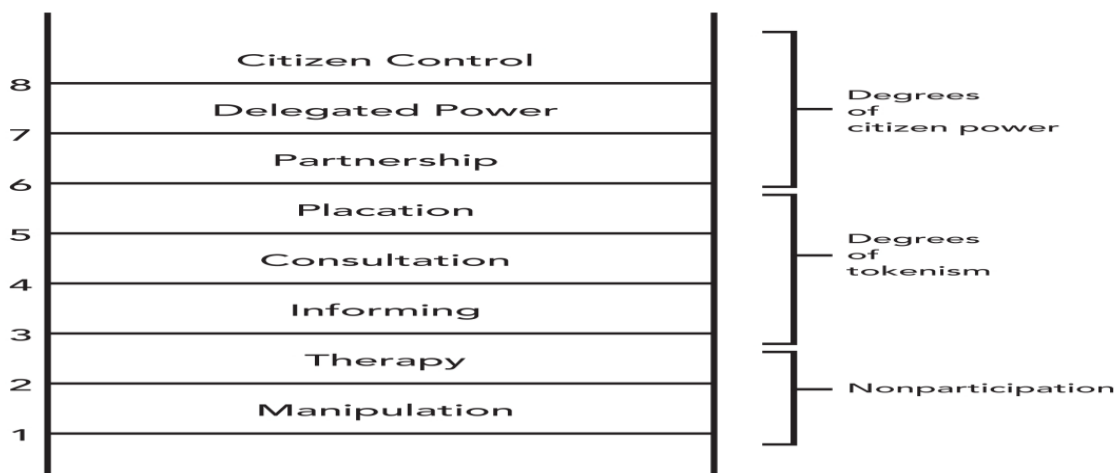 Citizen Control
8
Delegated Power
7
Partnership
6
Placation
5
Consultation
4
Informing
3
Therapy
2
Manipulation
1
Degrees
of
citizen power
Degrees
of
tokenism
Nonparticipation